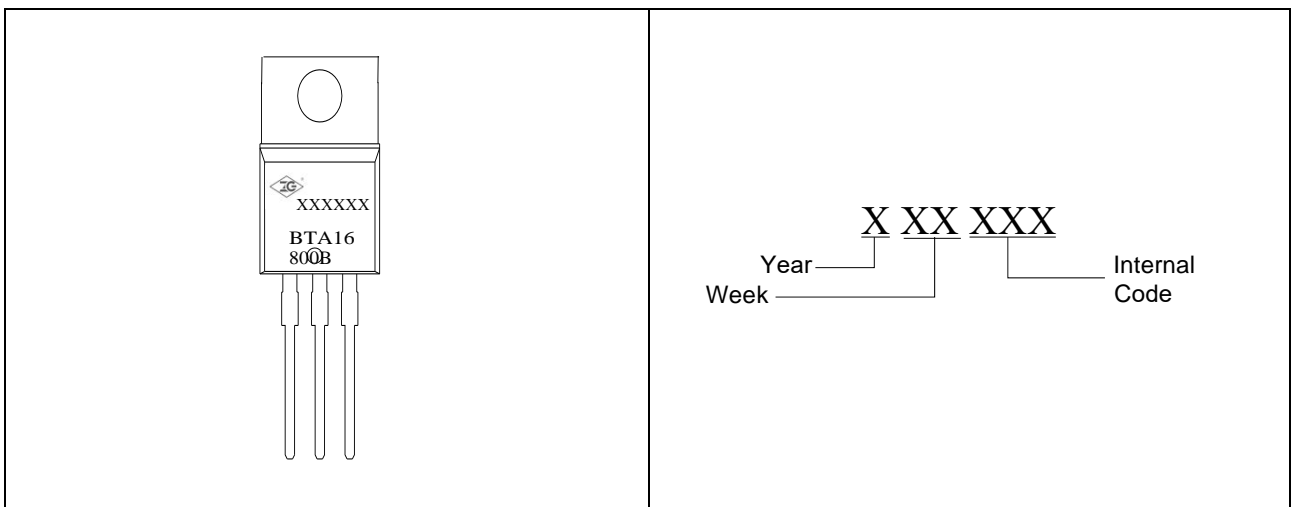 XXXXXX
BTA16
800B
X XX XXX
Year
Week
Internal
Code